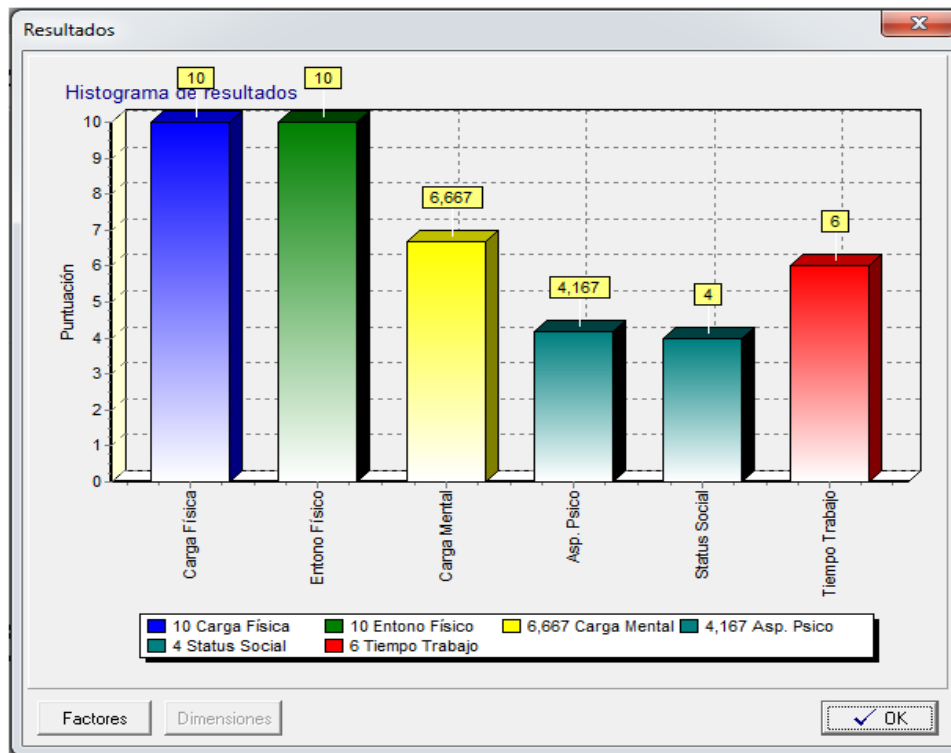 Resultados
Histograma de resultados
10
10
6,667
4,167
4
6
Puntuación
10
9
8
7
6
5
4
3
2
1
0
Carga Física
Entono Físico
Carga Mental
Asp. Psico
Status Social
Tiempo Trabajo
10 Carga Física 10 Entono Físico 6,667 Carga Mental 4,167 Asp. Psico
4 Status Social 6 Tiempo Trabajo
Factores Dimensiones OK